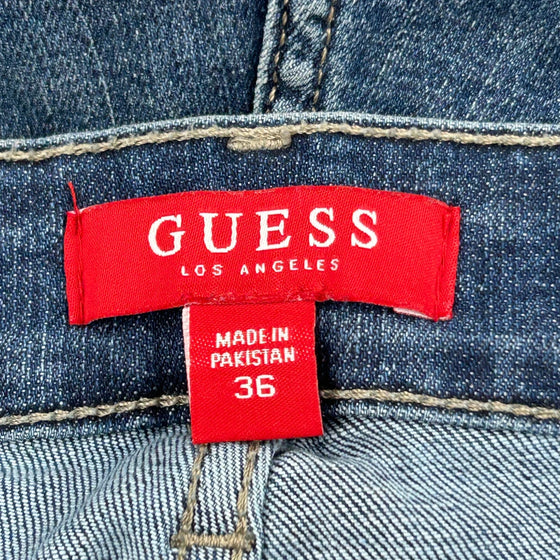 GUESS
LOS ANGELES
MADE IN
PAKISTAN
36